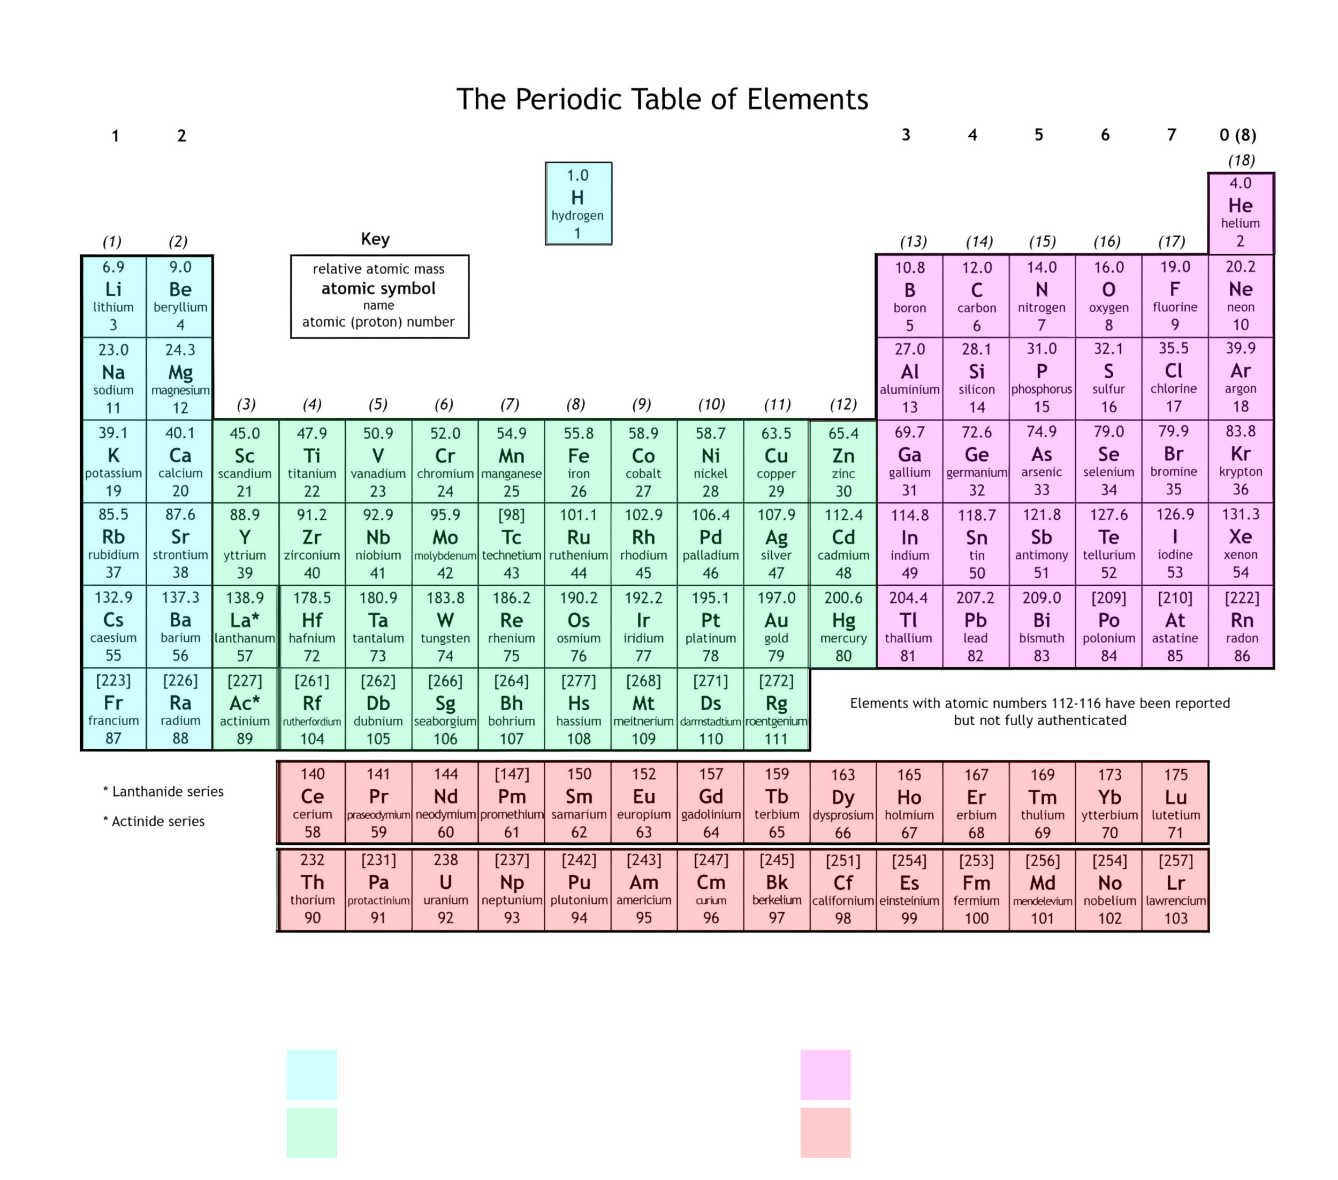 The Periodic Table of Elements
1 2 3 4 5 6 7 0 (8)
(18)
1.0 4.0
H He
hydrogen helium
1 2
(1) (2) Key (13) (14) (15) (16) (17)
relative atomic mass
atomic symbol
name
atomic (proton) number
6.9 9.0 10.8 12.0 14.0 16.0 19.0 20.2
Li Be B C N O F Ne
lithium beryllium boron carbon nitrogen oxygen fluorine neon
3 4 5 6 7 8 9 10
23.0 24.3 27.0 28.1 31.0 32.1 35.5 39.9
Na Mg Al Si P S Cl Ar
sodium magnesium aluminium silicon phosphorus sulfur chlorine argon
11 12 13 14 15 16 17 18
(3) (4) (5) (6) (7) (8) (9) (10) (11) (12)
39.1 40.1 45.0 47.9 50.9 52.0 54.9 55.8 58.9 58.7 63.5 65.4 69.7 72.6 74.9 79.0 79.9 83.8
K Ca Sc Ti V Cr Mn Fe Co Ni Cu Zn Ga Ge As Se Br Kr
potassium calcium scandium titanium vanadium chromium manganese iron cobalt nickel copper zinc gallium germanium arsenic selenium bromine krypton
19 20 21 22 23 24 25 26 27 28 29 30 31 32 33 34 35 36
85.5 87.6 88.9 91.2 92.9 95.9 [98] 101.1 102.9 106.4 107.9 112.4 114.8 118.7 121.8 127.6 126.9 131.3
Rb Sr Y Zr Nb Mo Tc Ru Rh Pd Ag Cd In Sn Sb Te I Xe
rubidium strontium yttrium zirconium niobium molybdenum technetium ruthenium rhodium palladium silver cadmium indium tin antimony tellurium iodine xenon
37 38 39 40 41 42 43 44 45 46 47 48 49 50 51 52 53 54
132.9 137.3 138.9 178.5 180.9 183.8 186.2 190.2 192.2 195.1 197.0 200.6 204.4 207.2 209.0 [209] [210] [222]
Cs Ba La* Hf Ta W Re Os Ir Pt Au Hg Tl Pb Bi Po At Rn
caesium barium lanthanum hafnium tantalum tungsten rhenium osmium iridium platinum gold mercury thallium lead bismuth polonium astatine radon
55 56 57 72 73 74 75 76 77 78 79 80 81 82 83 84 85 86
[223] [226] [227] [261] [262] [266] [264] [277] [268] [271] [272]
Fr Ra Ac* Rf Db Sg Bh Hs Mt Ds Rg
francium radium actinium rutherfordium dubnium seaborgium bohrium hassium meitnerium darmstadtium roentgenium
87 88 89 104 105 106 107 108 109 110 111
Elements with atomic numbers 112-116 have been reported
but not fully authenticated
* Lanthanide series
* Actinide series
140 141 144 [147] 150 152 157 159 163 165 167 169 173 175
Ce Pr Nd Pm Sm Eu Gd Tb Dy Ho Er Tm Yb Lu
cerium praseodymium neodymium promethium samarium europium gadolinium terbium dysprosium holmium erbium thulium ytterbium lutetium
58 59 60 61 62 63 64 65 66 67 68 69 70 71
232 [231] 238 [237] [242] [243] [247] [245] [251] [254] [253] [256] [254] [257]
Th Pa U Np Pu Am Cm Bk Cf Es Fm Md No Lr
thorium protactinium uranium neptunium plutonium americium curium berkelium californium einsteinium fermium mendelevium nobelium lawrencium
90 91 92 93 94 95 96 97 98 99 100 101 102 103